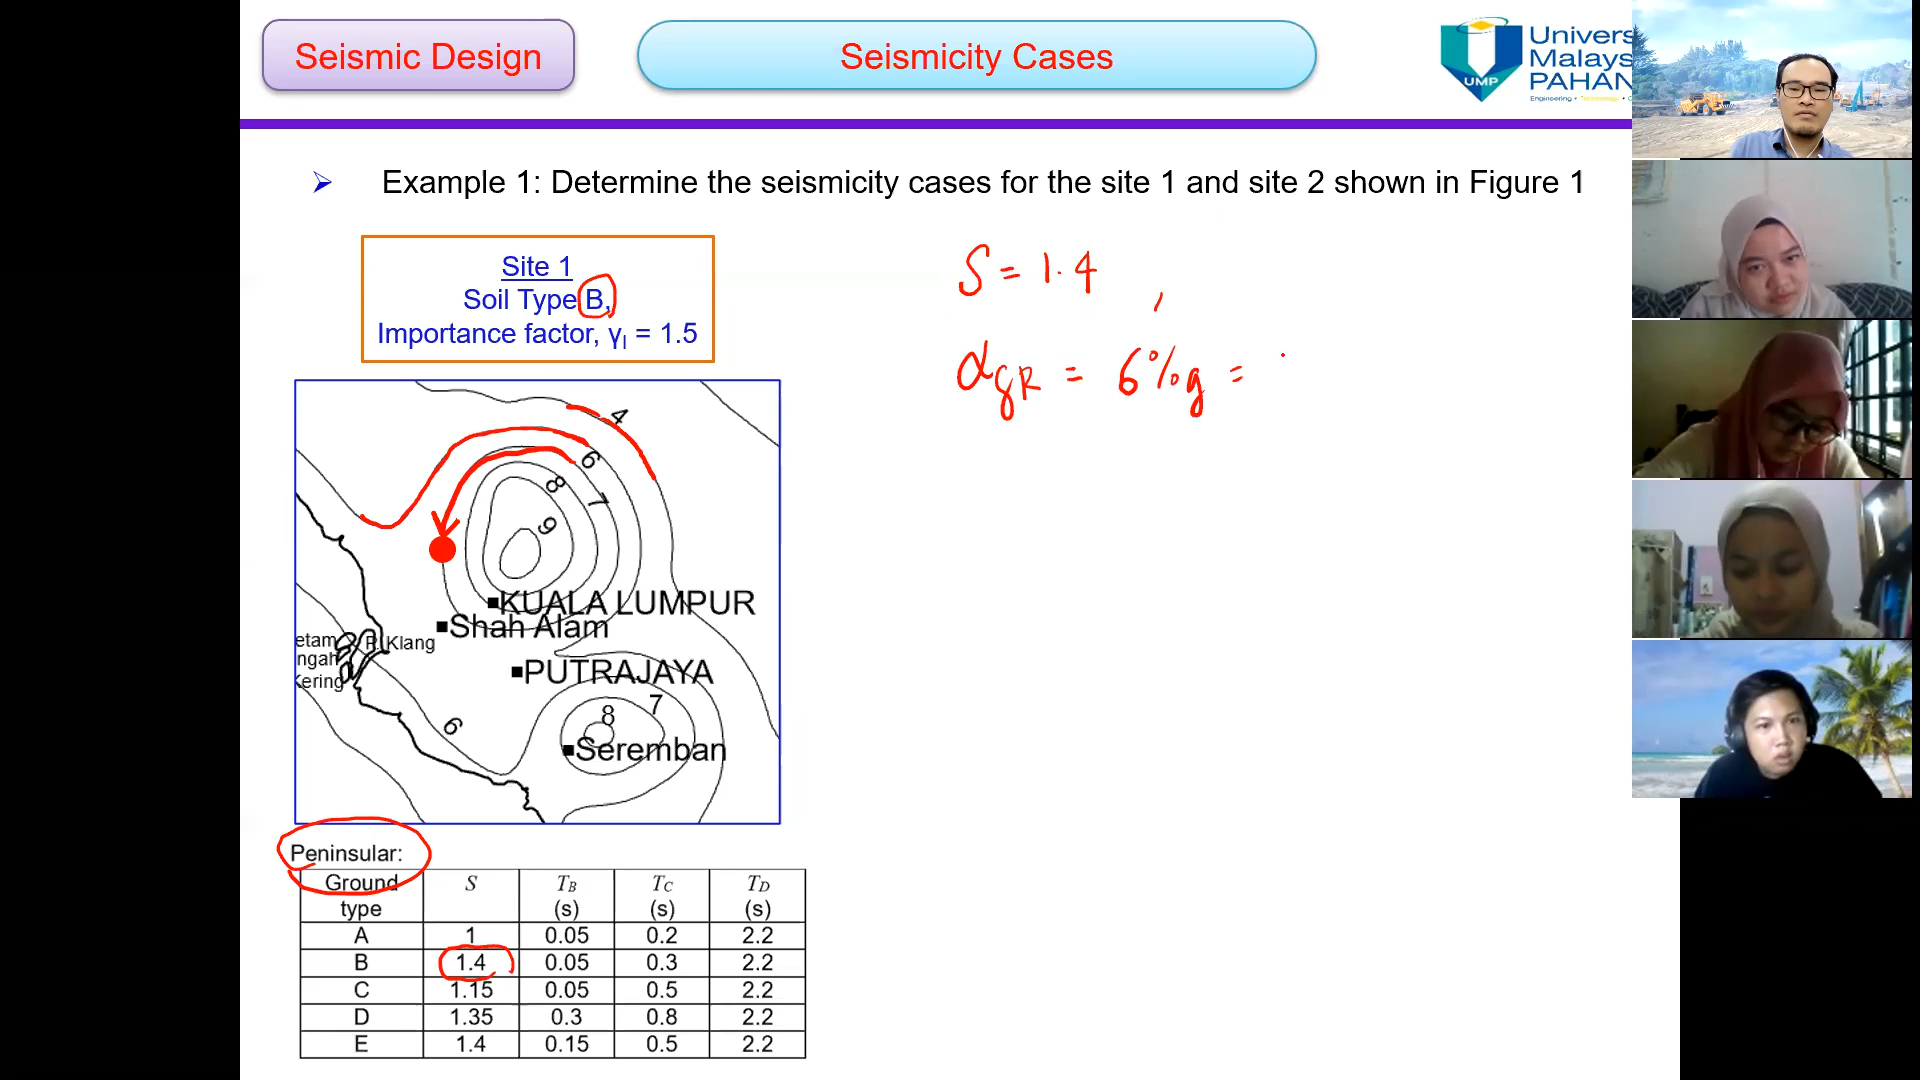 Seismic Design
Seismicity Cases
Univers
Malays
PAHAN
UMP
Engineering • Technology •
➢ Example 1: Determine the seismicity cases for the site 1 and site 2 shown in Figure 1
Site 1
Soil Type B,
Importance factor, γI = 1.5
S = 1.4 ,
αgR = 6%g =
4
6
8
7
9
KUALA LUMPUR
Shah Alam
etam
P. Klang
ngah
PUTRAJAYA
Kering
7
8
6
Seremban
Peninsular:
Ground type S TB (s) TC (s) TD (s)
A 1 0.05 0.2 2.2
B 1.4 0.05 0.3 2.2
C 1.15 0.05 0.5 2.2
D 1.35 0.3 0.8 2.2
E 1.4 0.15 0.5 2.2